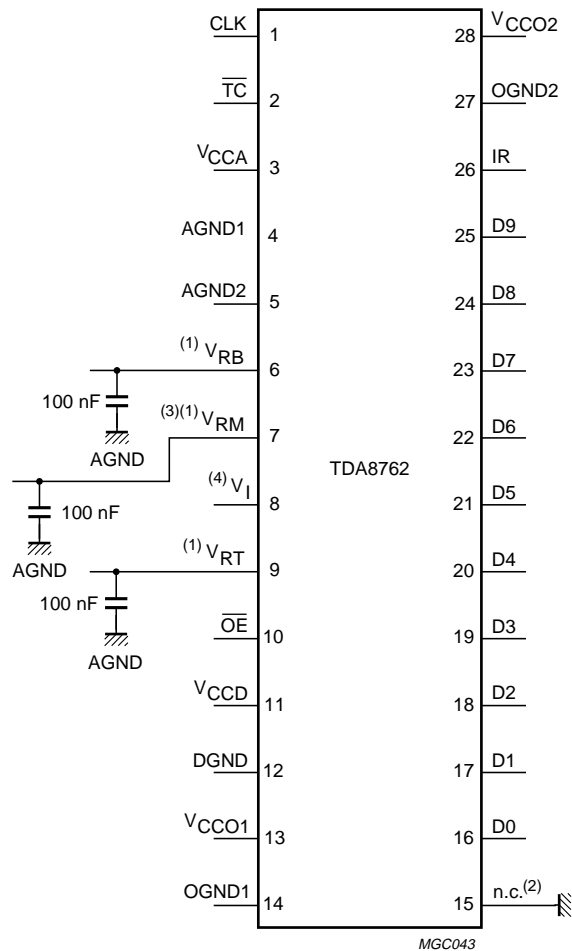 CLK 1 28 VCCO2
TC 2 27 OGND2
VCCA 3 26 IR
AGND1 4 25 D9
AGND2 5 24 D8
(1) VRB 6 23 D7
100 nF
AGND
(3)(1) VRM 7 22 D6
TDA8762
(4) VI 8 21 D5
100 nF
AGND
(1) VRT 9 20 D4
100 nF
AGND
OE 10 19 D3
VCCD 11 18 D2
DGND 12 17 D1
VCCO1 13 16 D0
OGND1 14 15 n.c.(2)
MGC043